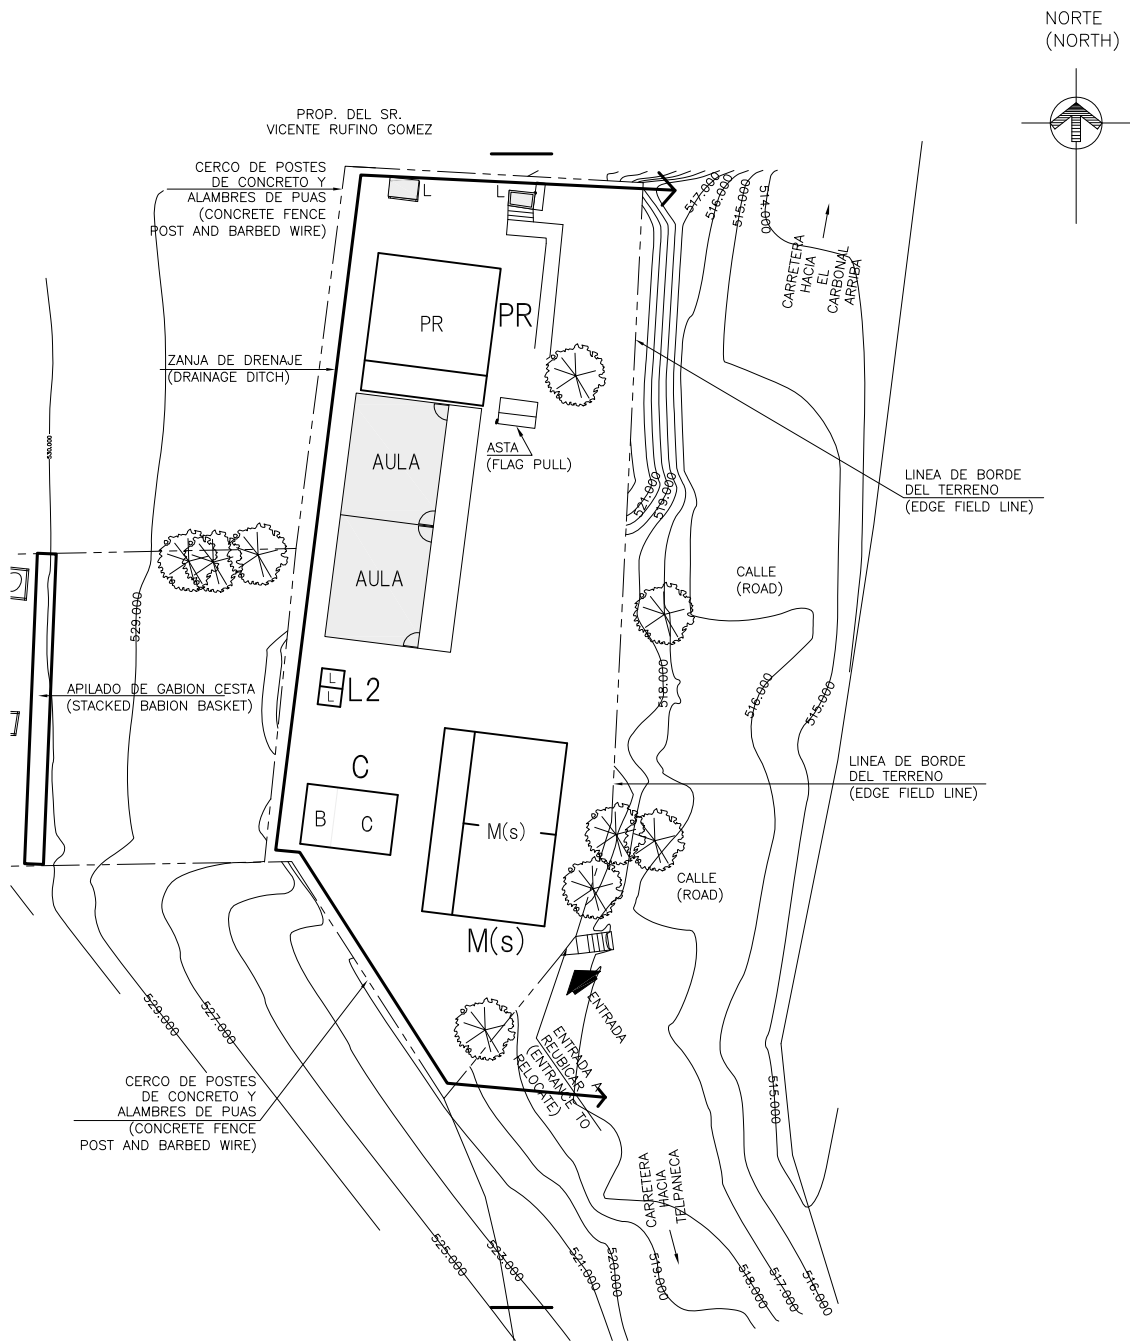 NORTE
(NORTH)
PROP. DEL SR.
VICENTE RUFINO GOMEZ
CERCO DE POSTES
DE CONCRETO Y
ALAMBRES DE PUAS
(CONCRETE FENCE
POST AND BARBED WIRE)
L
L
517.000
516.000
515.000
514.000
CARRETERA
HACIA
EL
CARBONAL
ARRIBA
PR
PR
ZANJA DE DRENAJE
(DRAINAGE DITCH)
530.000
AULA
ASTA
(FLAG PULL)
521.000
519.000
LINEA DE BORDE
DEL TERRENO
(EDGE FIELD LINE)
AULA
CALLE
(ROAD)
529.000
518.000
516.000
515.000
APILADO DE GABION CESTA
(STACKED BABION BASKET)
L
L
L2
C
B
C
M(s)
M(s)
LINEA DE BORDE
DEL TERRENO
(EDGE FIELD LINE)
CALLE
(ROAD)
ENTRADA
ENTRADA A
REUBICAR
(ENTRANCE TO
RELOCATE)
529.000
527.000
515.000
CERCO DE POSTES
DE CONCRETO Y
ALAMBRES DE PUAS
(CONCRETE FENCE
POST AND BARBED WIRE)
CARRETERA
HACIA
TELPANECA
525.000
523.000
521.000
520.000
519.000
518.000
517.000
516.000